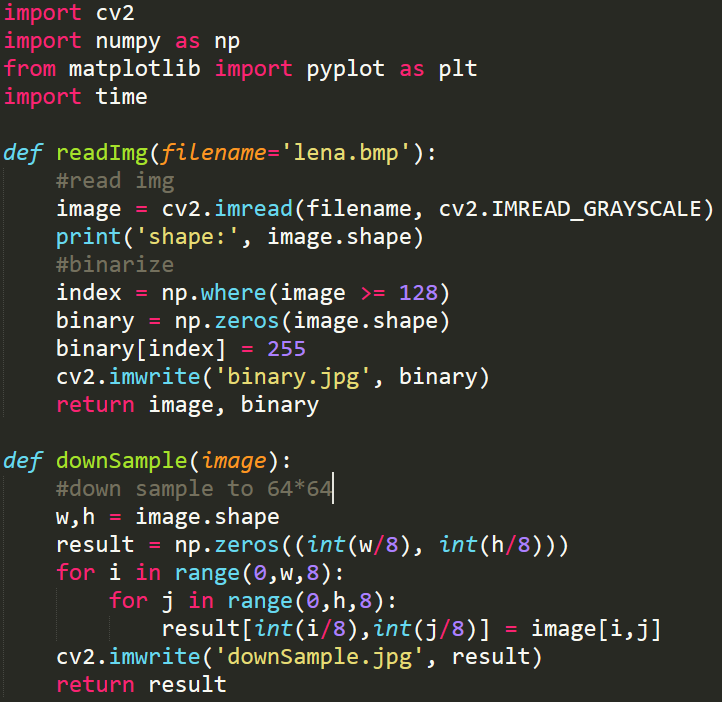 import cv2
import numpy as np
from matplotlib import pyplot as plt
import time

def readImg(filename='lena.bmp'):
    #read img
    image = cv2.imread(filename, cv2.IMREAD_GRAYSCALE)
    print('shape:', image.shape)
    #binarize
    index = np.where(image >= 128)
    binary = np.zeros(image.shape)
    binary[index] = 255
    cv2.imwrite('binary.jpg', binary)
    return image, binary

def downSample(image):
    #down sample to 64*64
    w,h = image.shape
    result = np.zeros((int(w/8), int(h/8)))
    for i in range(0,w,8):
        for j in range(0,h,8):
            result[int(i/8),int(j/8)] = image[i,j]
    cv2.imwrite('downSample.jpg', result)
    return result